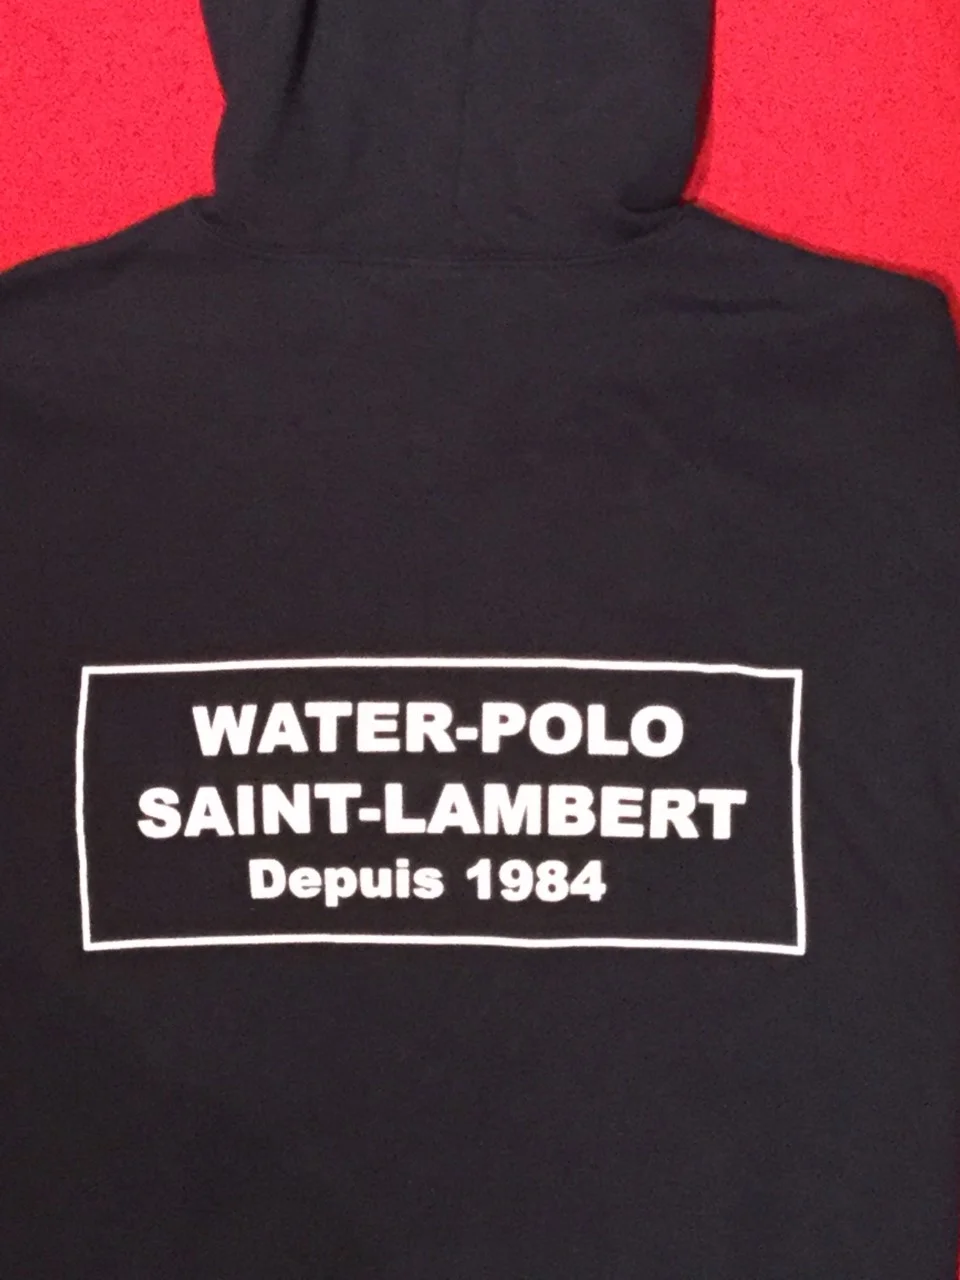 WATER-POLO
SAINT-LAMBERT
Depuis 1984